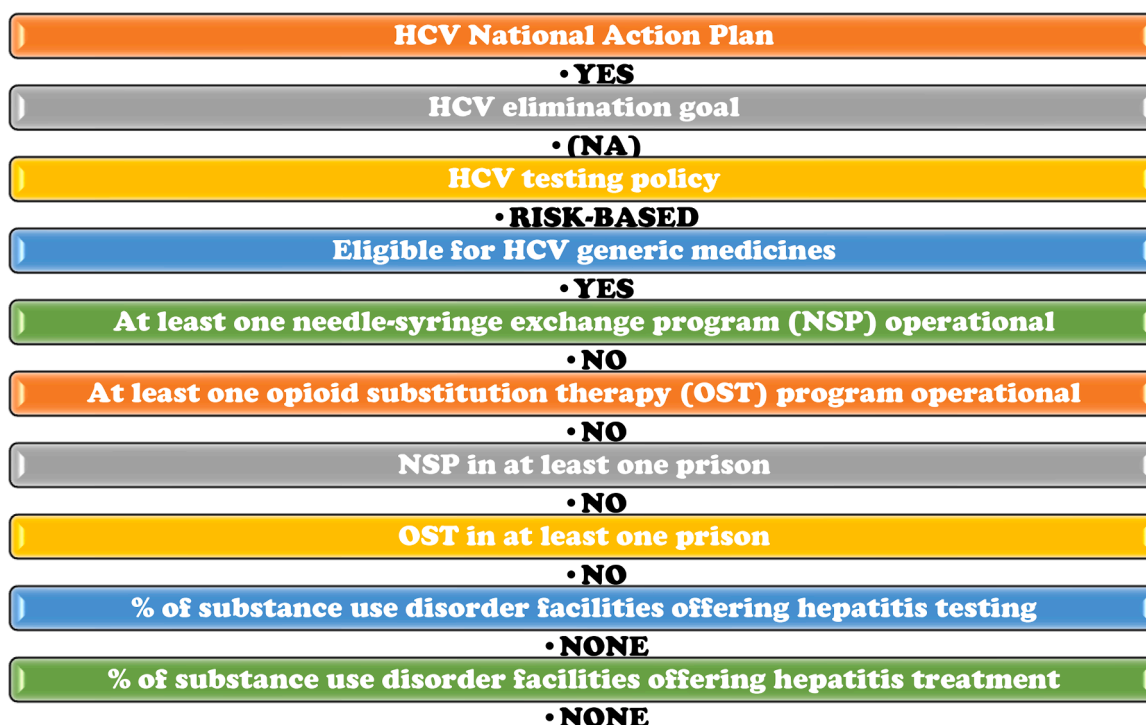 HCV National Action Plan
• YES
HCV elimination goal
• (NA)
HCV testing policy
• RISK-BASED
Eligible for HCV generic medicines
• YES
At least one needle-syringe exchange program (NSP) operational
• NO
At least one opioid substitution therapy (OST) program operational
• NO
NSP in at least one prison
• NO
OST in at least one prison
• NO
% of substance use disorder facilities offering hepatitis testing
• NONE
% of substance use disorder facilities offering hepatitis treatment
• NONE